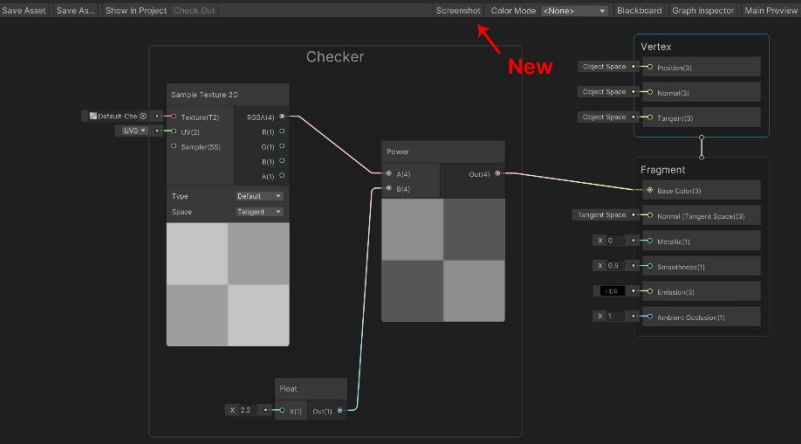 Save Asset Save As... Show In Project Check Out Screenshot Color Mode <None> Blackboard Graph Inspector Main Preview
New
Checker
Sample Texture 2D
Default-Che
Texture(T2) RGBA(4)
UV0 UV(2) R(1)
Sampler(SS) G(1)
B(1)
A(1)
Type Default
Space Tangent
Power
A(4) Out(4)
B(4)
Float
X 2.2 X(1) Out(1)
Vertex
Object Space Position(3)
Object Space Normal(3)
Object Space Tangent(3)
Fragment
Base Color(3)
Tangent Space Normal (Tangent Space)(3)
X 0 Metallic(1)
X 0.5 Smoothness(1)
HDR Emission(3)
X 1 Ambient Occlusion(1)